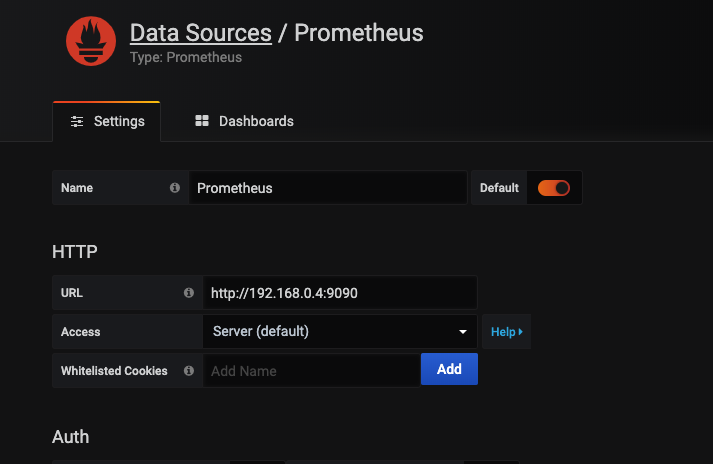 Data Sources / Prometheus
Type: Prometheus
Settings
Dashboards
Name
Prometheus
Default
HTTP
URL
http://192.168.0.4:9090
Access
Server (default)
Help
Whitelisted Cookies
Add Name
Add
Auth